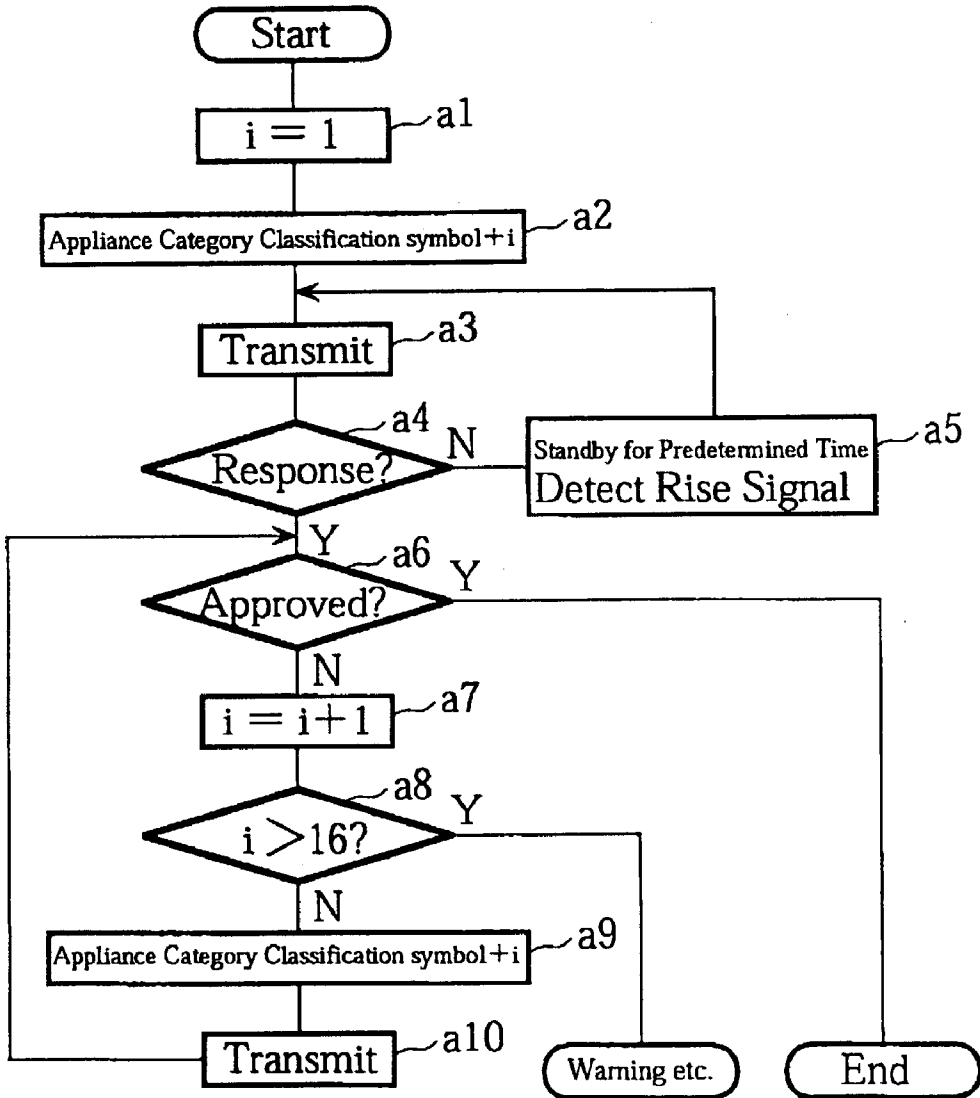 Start
i = 1
a1
Appliance Category Classification symbol+i
a2
Transmit
a3
Response?
a4
N
Standby for Predetermined Time
Detect Rise Signal
a5
Y
Approved?
a6
Y
N
i = i+1
a7
i >16?
a8
Y
N
Appliance Category Classification symbol+i
a9
Transmit
a10
Warning etc.
End